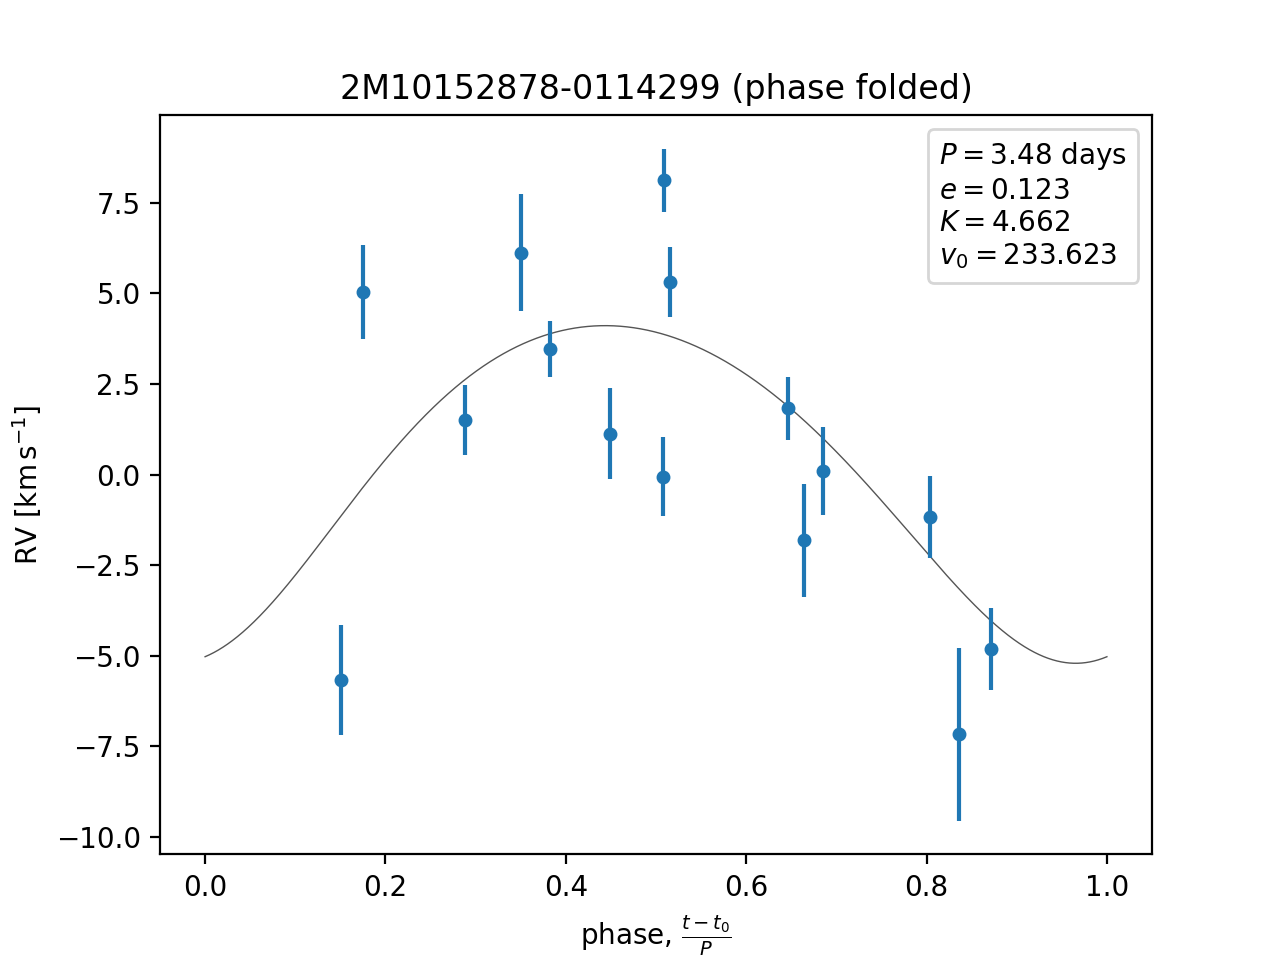 2M10152878-0114299 (phase folded)
P = 3.48 days
e = 0.123
K = 4.662
v₀ = 233.623
7.5
5.0
2.5
0.0
−2.5
−5.0
−7.5
−10.0
RV [km s⁻¹]
0.0 0.2 0.4 0.6 0.8 1.0
phase, (t − t₀)/P